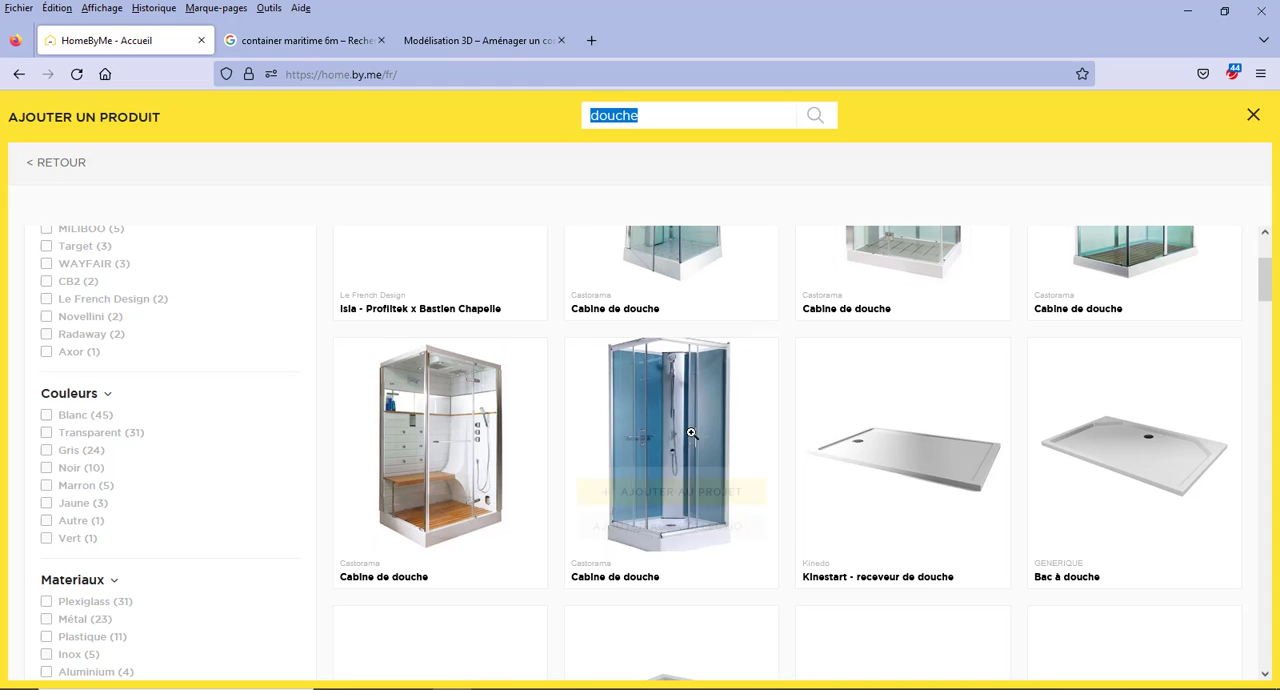 Fichier Édition Affichage Historique Marque-pages Outils Aide
HomeByMe - Accueil
container maritime 6m – Reche
Modélisation 3D – Aménager un co
https://home.by.me/fr/
44
AJOUTER UN PRODUIT
douche
< RETOUR
MILIBOO (5)
Target (3)
WAYFAIR (3)
CB2 (2)
Le French Design (2)
Novellini (2)
Radaway (2)
Axor (1)
Couleurs
Blanc (45)
Transparent (31)
Gris (24)
Noir (10)
Marron (5)
Jaune (3)
Autre (1)
Vert (1)
Materiaux
Plexiglass (31)
Métal (23)
Plastique (11)
Inox (5)
Aluminium (4)
Le French Design
Isla - Profiltek x Bastien Chapelle
Castorama
Cabine de douche
Castorama
Cabine de douche
Castorama
Cabine de douche
Castorama
Cabine de douche
+ AJOUTER AU PROJET
Castorama
Cabine de douche
Kinedo
Kinestart - receveur de douche
GENERIQUE
Bac à douche